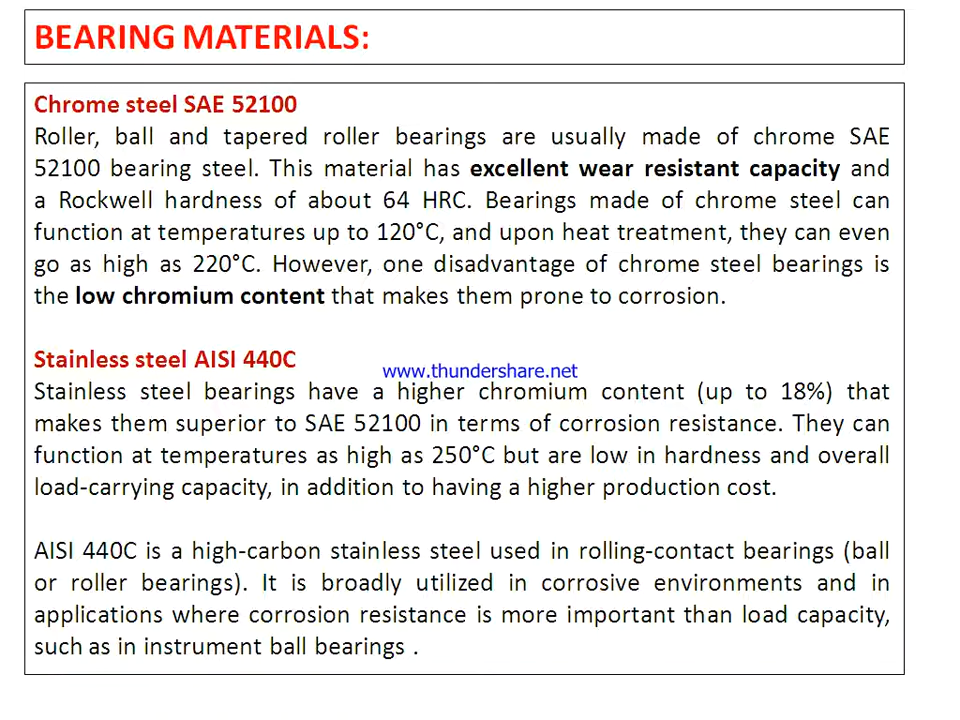 BEARING MATERIALS:
Chrome steel SAE 52100
Roller, ball and tapered roller bearings are usually made of chrome SAE
52100 bearing steel. This material has excellent wear resistant capacity and
a Rockwell hardness of about 64 HRC. Bearings made of chrome steel can
function at temperatures up to 120°C, and upon heat treatment, they can even
go as high as 220°C. However, one disadvantage of chrome steel bearings is
the low chromium content that makes them prone to corrosion.
Stainless steel AISI 440C
www.thundershare.net
Stainless steel bearings have a higher chromium content (up to 18%) that
makes them superior to SAE 52100 in terms of corrosion resistance. They can
function at temperatures as high as 250°C but are low in hardness and overall
load-carrying capacity, in addition to having a higher production cost.
AISI 440C is a high-carbon stainless steel used in rolling-contact bearings (ball
or roller bearings). It is broadly utilized in corrosive environments and in
applications where corrosion resistance is more important than load capacity,
such as in instrument ball bearings .